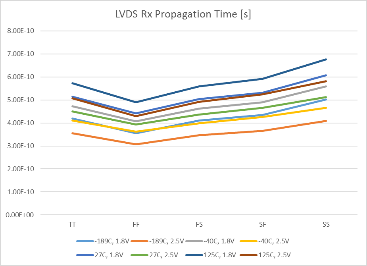 LVDS Rx Propagation Time [s]
8.00E-10
7.00E-10
6.00E-10
5.00E-10
4.00E-10
3.00E-10
2.00E-10
1.00E-10
0.00E+00
TT FF FS SF SS
-189C, 1.8V -189C, 2.5V -40C, 1.8V -40C, 2.5V
27C, 1.8V 27C, 2.5V 125C, 1.8V 125C, 2.5V